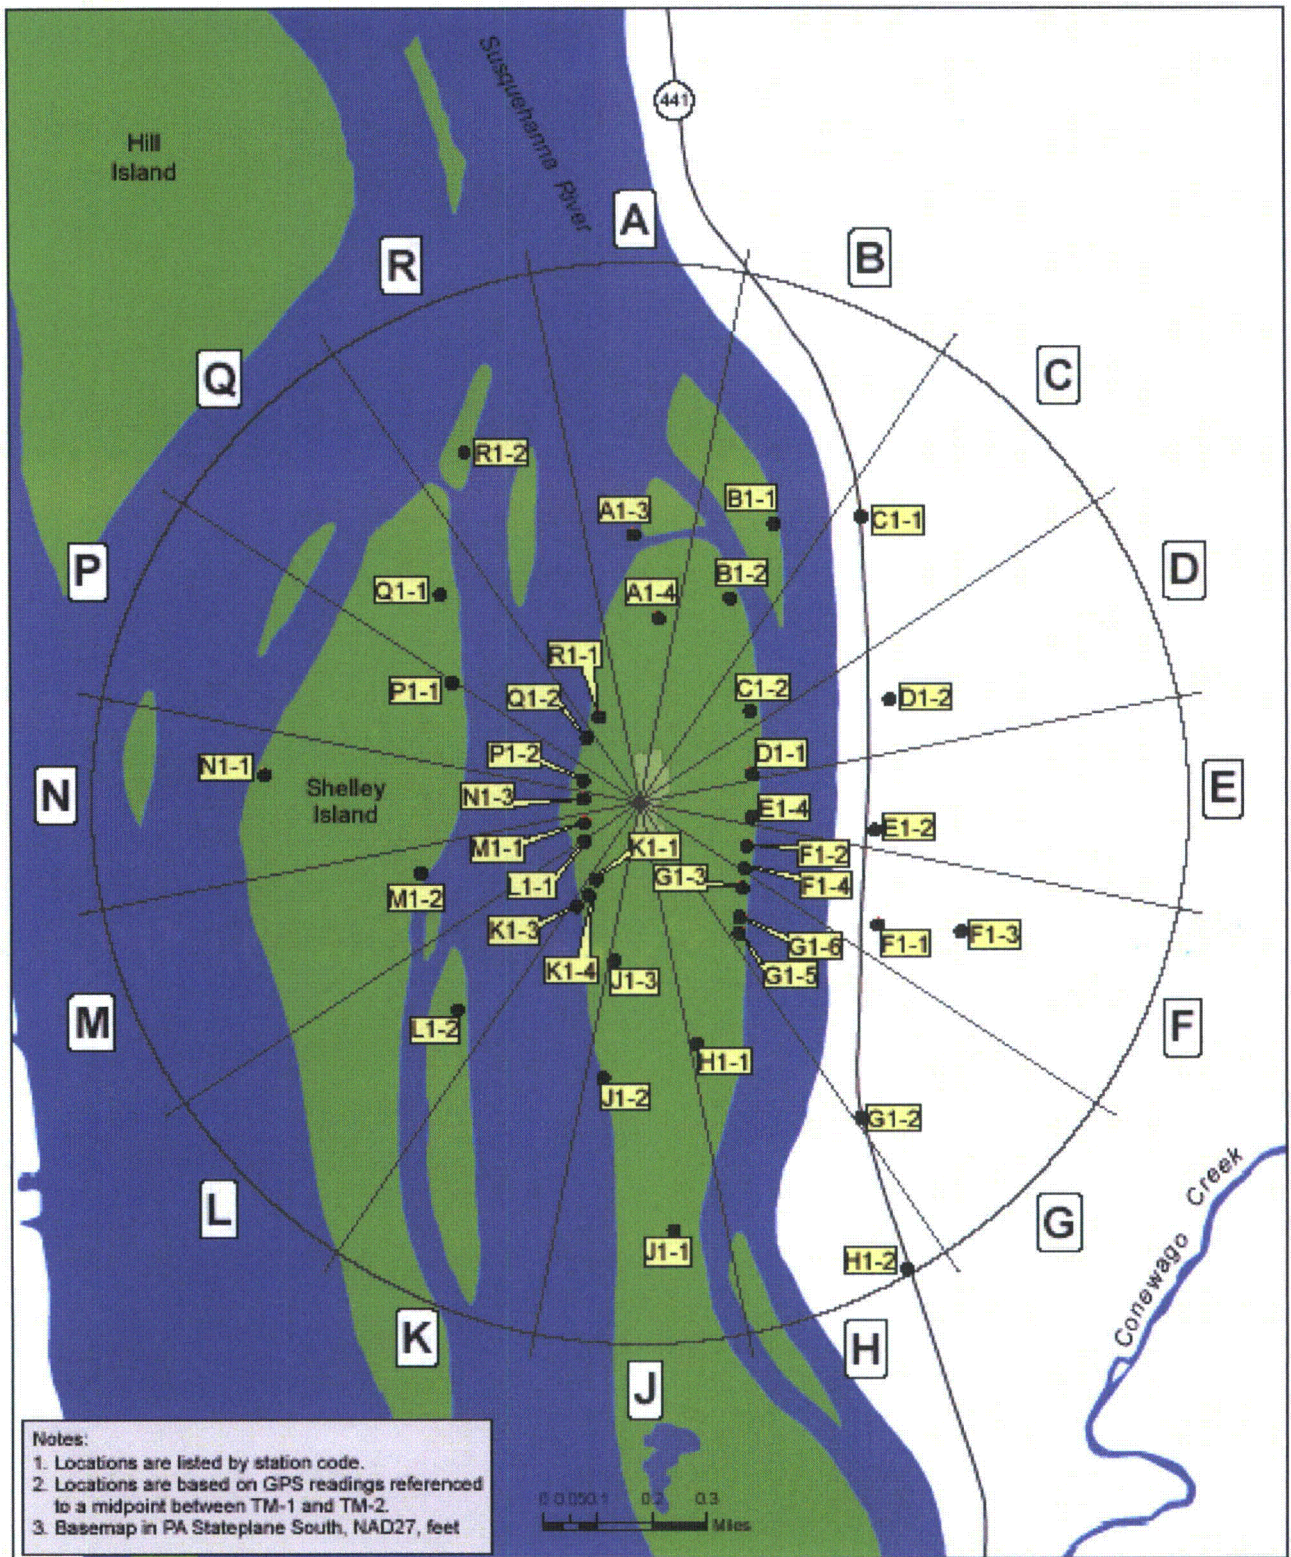 Susquehanna River
441
Hill
Island
A
B
R
C
Q
R1-2
B1-1
A1-3
C1-1
P
D
B1-2
Q1-1
A1-4
R1-1
P1-1
Q1-2
C1-2
D1-2
P1-2
D1-1
N1-1
N
Shelley
Island
N1-3
E1-4
E
E1-2
M1-1
K1-1
F1-2
L1-1
G1-3
F1-4
M1-2
K1-3
G1-6
F1-1
F1-3
K1-4
J1-3
G1-5
M
L1-2
F
H1-1
J1-2
G1-2
L
G
Conewago Creek
J1-1
H1-2
K
H
J
Notes:
1. Locations are listed by station code.
2. Locations are based on GPS readings referenced
to a midpoint between TM-1 and TM-2.
3. Basemap in PA Stateplane South, NAD27, feet
0 0.050.1 0.2 0.3
Miles